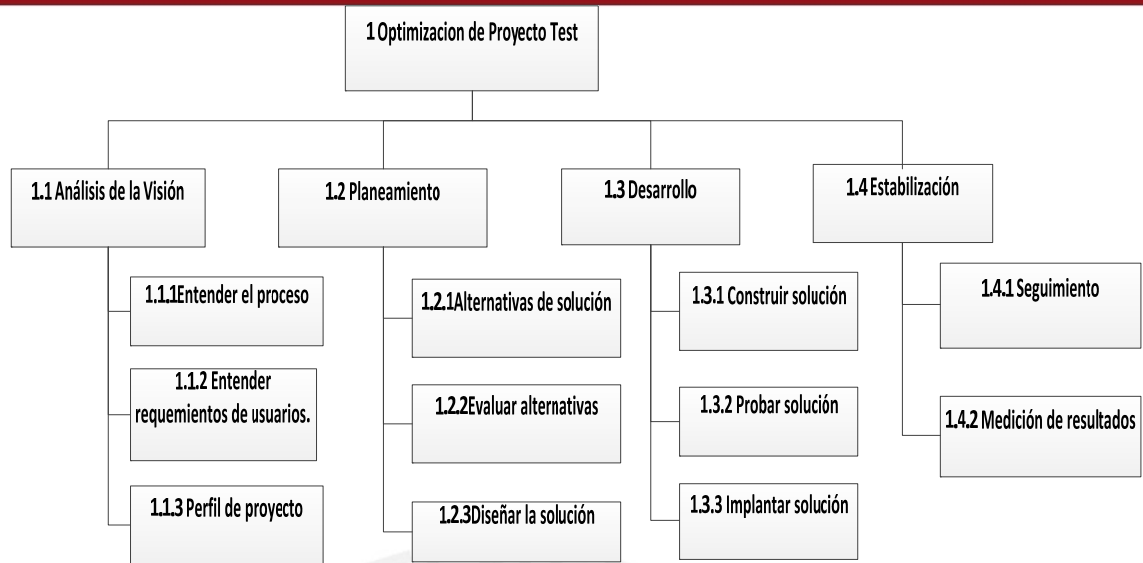 1 Optimizacion de Proyecto Test
1.1 Análisis de la Visión
1.2 Planeamiento
1.3 Desarrollo
1.4 Estabilización
1.1.1Entender el proceso
1.1.2 Entender
requemientos de usuarios.
1.1.3 Perfil de proyecto
1.2.1Alternativas de solución
1.2.2Evaluar alternativas
1.2.3Diseñar la solución
1.3.1 Construir solución
1.3.2 Probar solución
1.3.3 Implantar solución
1.4.1 Seguimiento
1.4.2 Medición de resultados